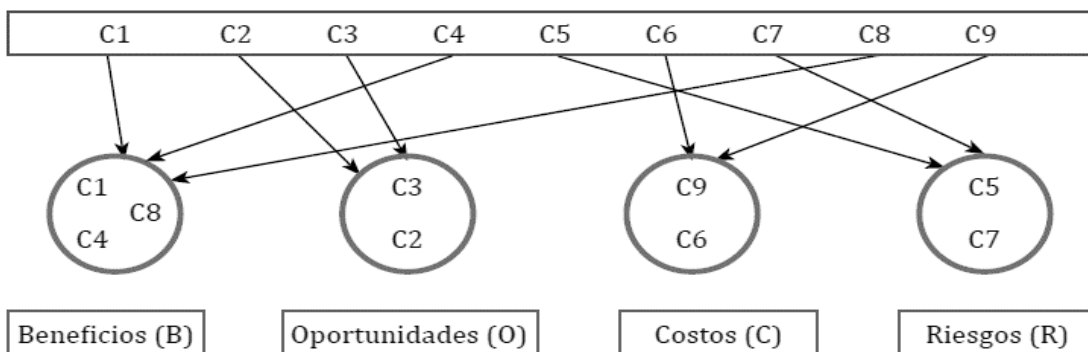 C1 C2 C3 C4 C5 C6 C7 C8 C9
C1
C8
C4
C3
C2
C9
C6
C5
C7
Beneficios (B) Oportunidades (O) Costos (C) Riesgos (R)